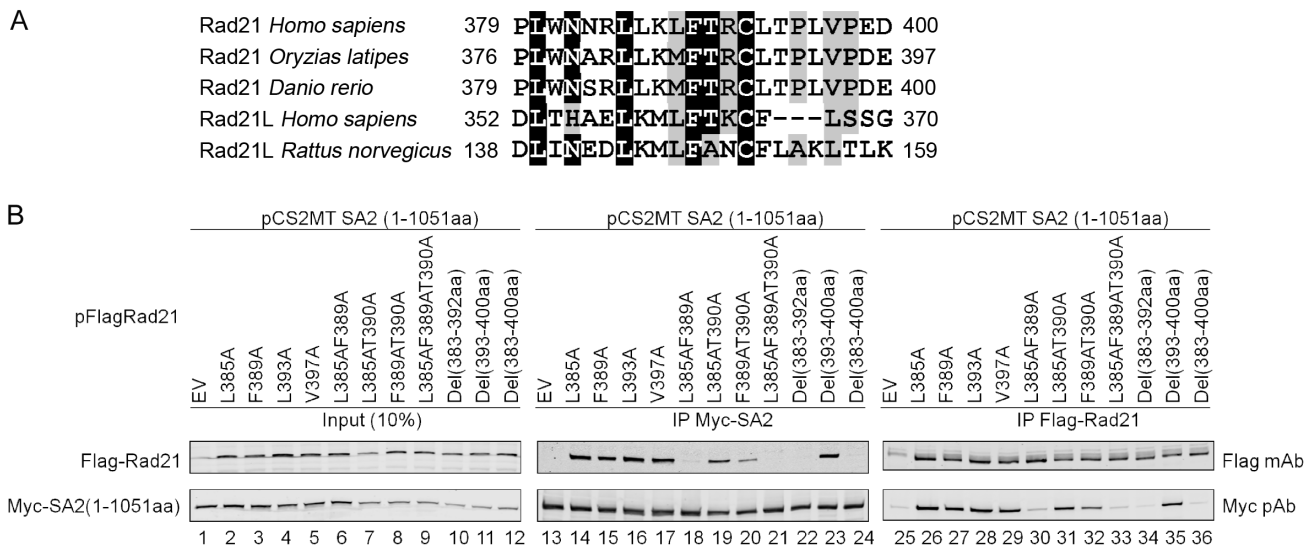 A
Rad21 Homo sapiens 379 PLWNNRLLKLFTRCLTPLVPED 400
Rad21 Oryzias latipes 376 PLWNARLLKMFTRCLTPLVPDE 397
Rad21 Danio rerio 379 PLWNSRLLKMFTRCLTPLVPDE 400
Rad21L Homo sapiens 352 DLTHAELKMLFTKCF---LSSG 370
Rad21L Rattus norvegicus 138 DLINEDLKMLFANCFLAKLTLK 159
B
pCS2MT SA2 (1-1051aa) pCS2MT SA2 (1-1051aa) pCS2MT SA2 (1-1051aa)
pFlagRad21
EV L385A F389A L393A V397A L385AF389A L385AT390A F389AT390A L385AF389AT390A Del(383-392aa) Del(393-400aa) Del(383-400aa)
EV L385A F389A L393A V397A L385AF389A L385AT390A F389AT390A L385AF389AT390A Del(383-392aa) Del(393-400aa) Del(383-400aa)
EV L385A F389A L393A V397A L385AF389A L385AT390A F389AT390A L385AF389AT390A Del(383-392aa) Del(393-400aa) Del(383-400aa)
Input (10%) IP Myc-SA2 IP Flag-Rad21
Flag-Rad21 Flag mAb
Myc-SA2(1-1051aa) Myc pAb
1 2 3 4 5 6 7 8 9 10 11 12 13 14 15 16 17 18 19 20 21 22 23 24 25 26 27 28 29 30 31 32 33 34 35 36